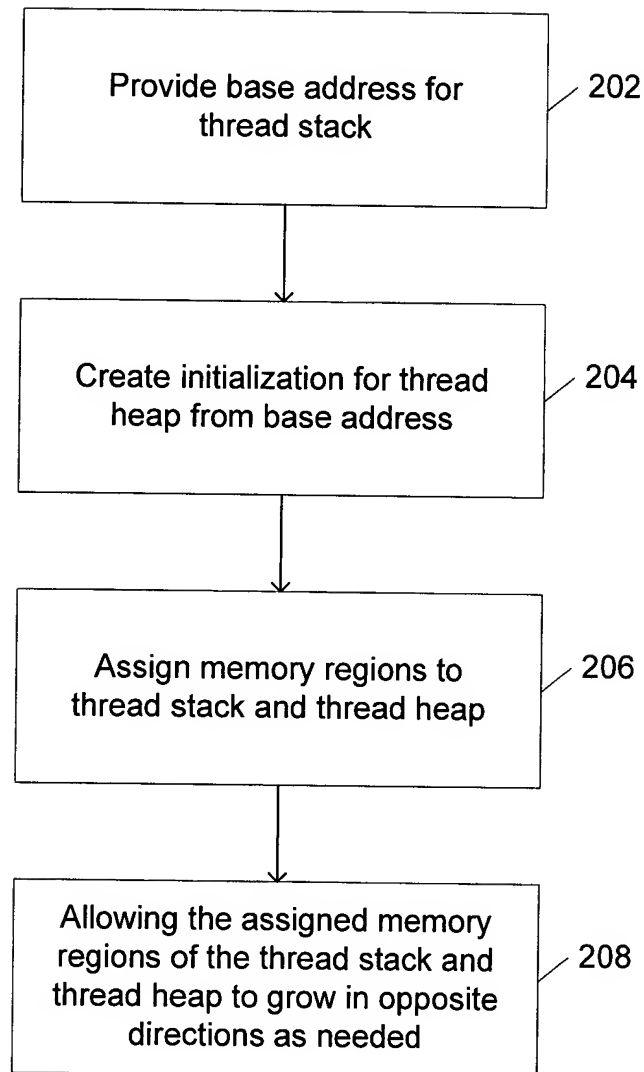 Provide base address for
thread stack
202
Create initialization for thread
heap from base address
204
Assign memory regions to
thread stack and thread heap
206
Allowing the assigned memory
regions of the thread stack and
thread heap to grow in opposite
directions as needed
208